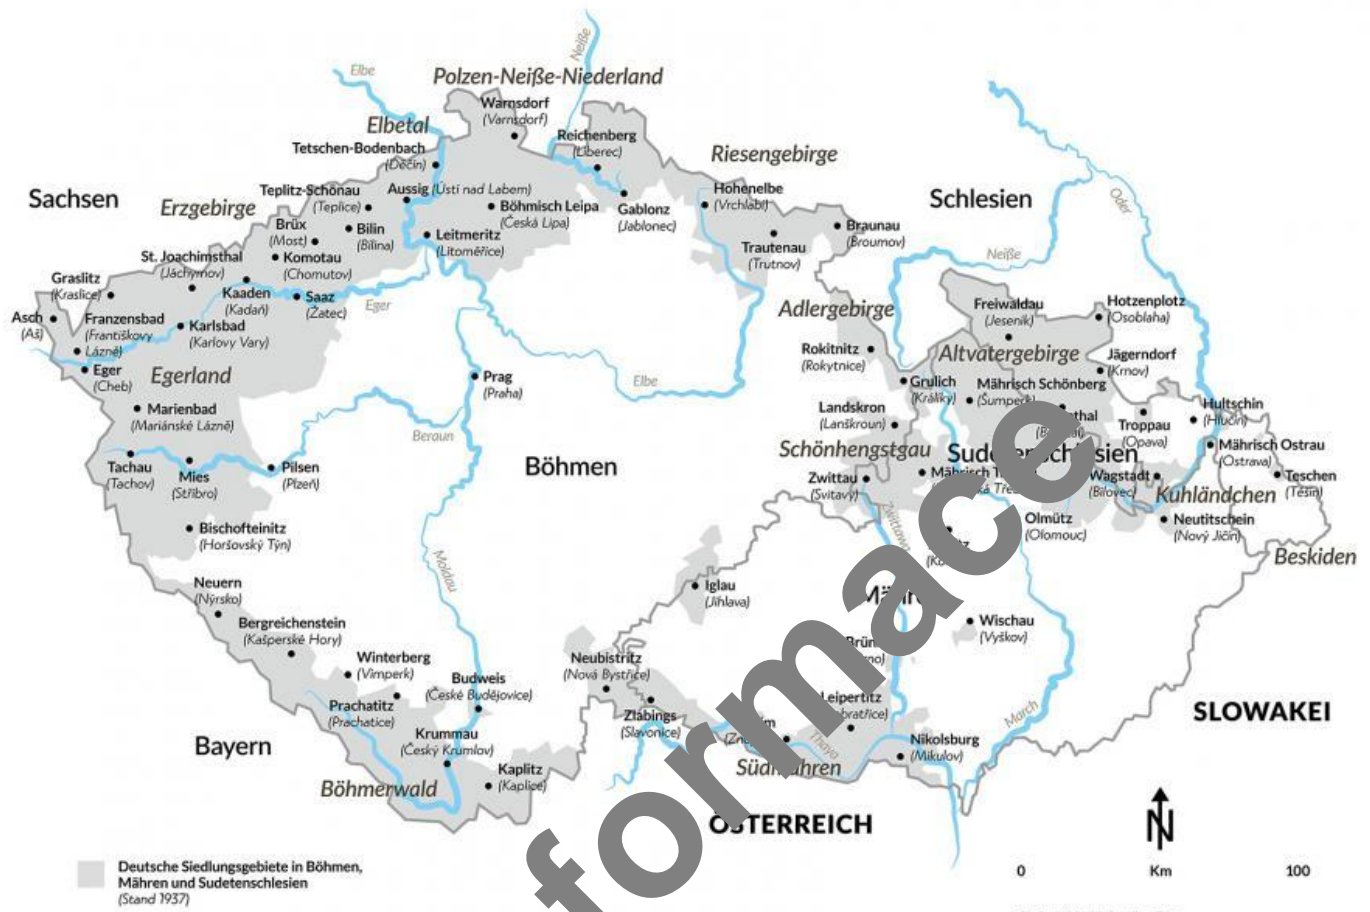 Neiße
Elbe
Polzen-Neiße-Niederland
Warnsdorf
(Varnsdorf)
Elbetal
Reichenberg
(Liberec)
Tetschen-Bodenbach
(Děčín)
Riesengebirge
Sachsen
Teplitz-Schönau
(Teplice)
Aussig (Ústí nad Labem)
Hohenelbe
(Vrchlabí)
Schlesien
Oder
Erzgebirge
Böhmisch Leipa
(Česká Lípa)
Gablonz
(Jablonec)
Brüx
(Most)
Bilin
(Bílina)
Leitmeritz
(Litoměřice)
Braunau
(Broumov)
Trautenau
(Trutnov)
St. Joachimsthal
(Jáchymov)
Komotau
(Chomutov)
Neiße
Graslitz
(Kraslice)
Kaaden
(Kadaň)
Saaz
(Žatec)
Eger
Adlergebirge
Freiwaldau
(Jeseník)
Hotzenplotz
(Osoblaha)
Asch
(Aš)
Franzensbad
(Františkovy
Lázně)
Karlsbad
(Karlovy Vary)
Rokitnitz
(Rokytnice)
Altvatergebirge
Jägerndorf
(Krnov)
Eger
(Cheb)
Egerland
Prag
(Praha)
Elbe
Grulich
(Králíky)
Mährisch Schönberg
(Šumperk)
Marienbad
(Mariánské Lázně)
Landskron
(Lanškroun)
Troppau
(Opava)
Hultschin
(Hlučín)
Beraun
Schönhengstgau
Mährisch Ostrau
(Ostrava)
Tachau
(Tachov)
Mies
(Stříbro)
Pilsen
(Plzeň)
Böhmen
Zwittau
(Svitavy)
Mährisch
Wagstadt
(Bílovec)
Teschen
(Těšín)
Kuhländchen
Bischofteinitz
(Horšovský Týn)
Zwittawa
Olmütz
(Olomouc)
Neutitschein
(Nový Jičín)
Beskiden
Moldau
Neuern
(Nýrsko)
Iglau
(Jihlava)
Bergreichenstein
(Kašperské Hory)
Wischau
(Vyškov)
Winterberg
(Vimperk)
Neubistritz
(Nová Bystřice)
Budweis
(České Budějovice)
Prachatitz
(Prachatice)
Zlabings
(Slavonice)
Leipertitz
March
SLOWAKEI
Bayern
Krummau
(Český Krumlov)
Thaya
Nikolsburg
(Mikulov)
Kaplitz
(Kaplice)
Böhmerwald
Südmähren
ÖSTERREICH
N
Deutsche Siedlungsgebiete in Böhmen,
Mähren und Sudetenschlesien
(Stand 1937)
0 Km 100
formace